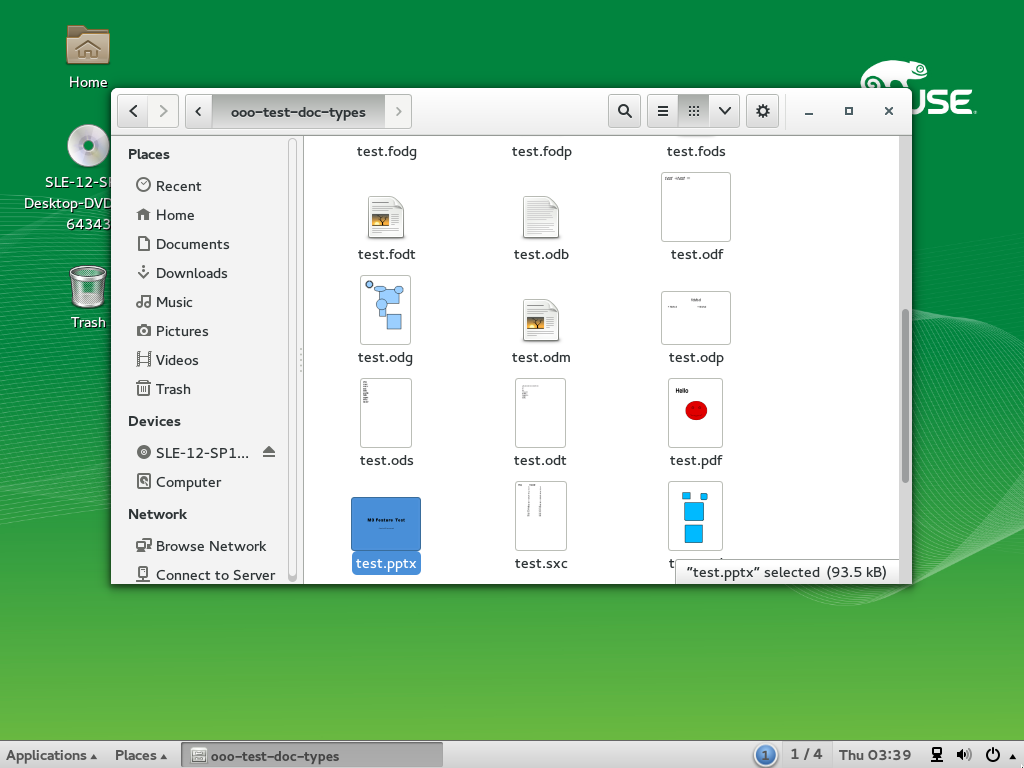 Home
USE
SLE-12-SP
Desktop-DVD
64343
Trash
ooo-test-doc-types
Places
Recent
Home
Documents
Downloads
Music
Pictures
Videos
Trash
Devices
SLE-12-SP1...
Computer
Network
Browse Network
Connect to Server
test.fodg test.fodp test.fods
test.fodt test.odb test.odf
test.odg test.odm test.odp
Hello
test.ods test.odt test.pdf
M9 Feature Test
test.pptx test.sxc
"test.pptx" selected (93.5 kB)
Applications Places ooo-test-doc-types 1 1 / 4 Thu 03:39